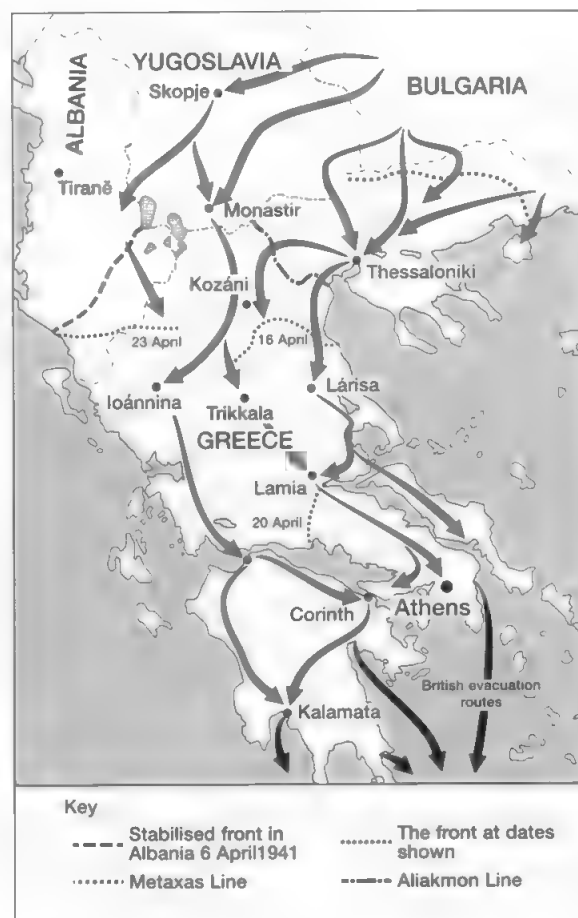 YUGOSLAVIA
Skopje
BULGARIA
ALBANIA
Tiranë
Monastir
Thessaloniki
Kozáni
23 April
16 April
Ioánnina
Trikkala
Lárisa
GREEČE
Lamia
20 April
Corinth
Athens
British evacuation
routes
Kalamata
Key
Stabilised front in
Albania 6 April1941
The front at dates
shown
Metaxas Line
Aliakmon Line